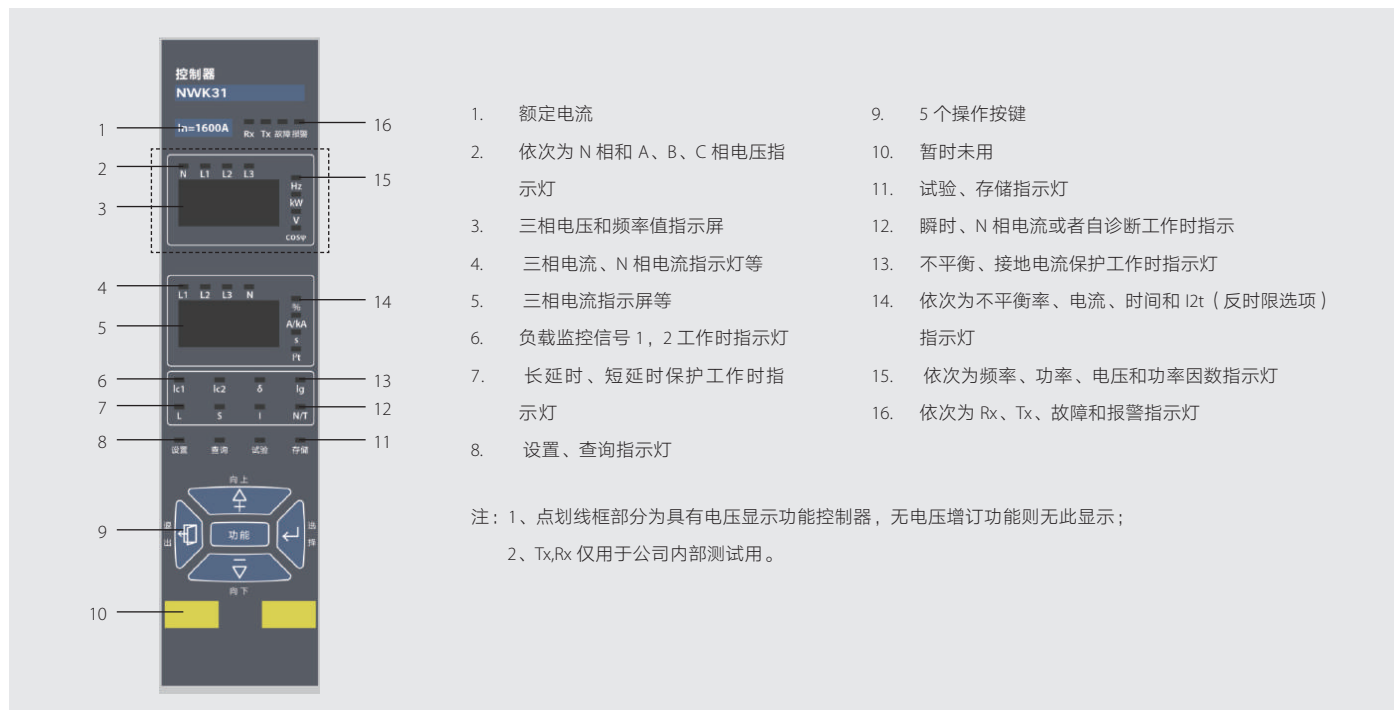 控制器
NWK31
In=1600A
Rx Tx 故障 报警
N L1 L2 L3
Hz
kW
V
cosφ
L1 L2 L3 N
%
A/kA
s
I²t
Ic1 Ic2 δ Ig
L S I N/T
设置 查询 试验 存储
向上
退出
功能
选择
向下
1
2
3
4
5
6
7
8
9
10
16
15
14
13
12
11
1. 额定电流
2. 依次为 N 相和 A、B、C 相电压指
示灯
3. 三相电压和频率值指示屏
4. 三相电流、N 相电流指示灯等
5. 三相电流指示屏等
6. 负载监控信号 1，2 工作时指示灯
7. 长延时、短延时保护工作时指
示灯
8. 设置、查询指示灯
9. 5 个操作按键
10. 暂时未用
11. 试验、存储指示灯
12. 瞬时、N 相电流或者自诊断工作时指示
13. 不平衡、接地电流保护工作时指示灯
14. 依次为不平衡率、电流、时间和 I2t（反时限选项）
指示灯
15. 依次为频率、功率、电压和功率因数指示灯
16. 依次为 Rx、Tx、故障和报警指示灯
注：1、点划线框部分为具有电压显示功能控制器，无电压增订功能则无此显示；
2、Tx,Rx 仅用于公司内部测试用。